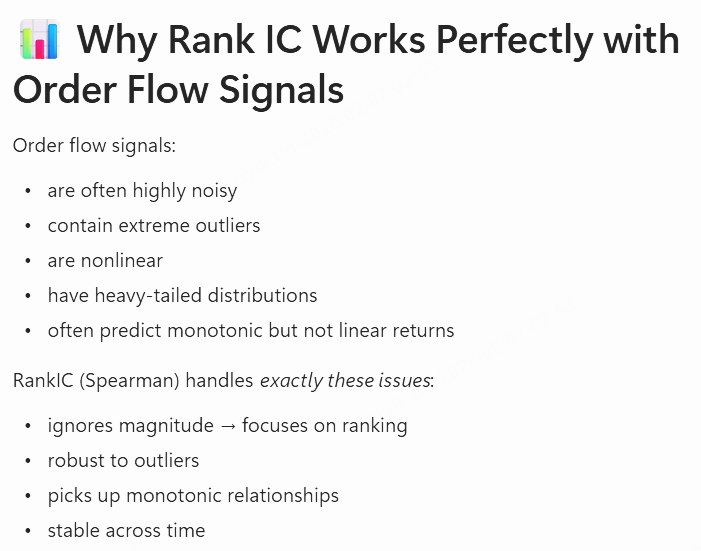 Why Rank IC Works Perfectly with
Order Flow Signals
Order flow signals:
• are often highly noisy
• contain extreme outliers
• are nonlinear
• have heavy-tailed distributions
• often predict monotonic but not linear returns
RankIC (Spearman) handles exactly these issues:
• ignores magnitude → focuses on ranking
• robust to outliers
• picks up monotonic relationships
• stable across time